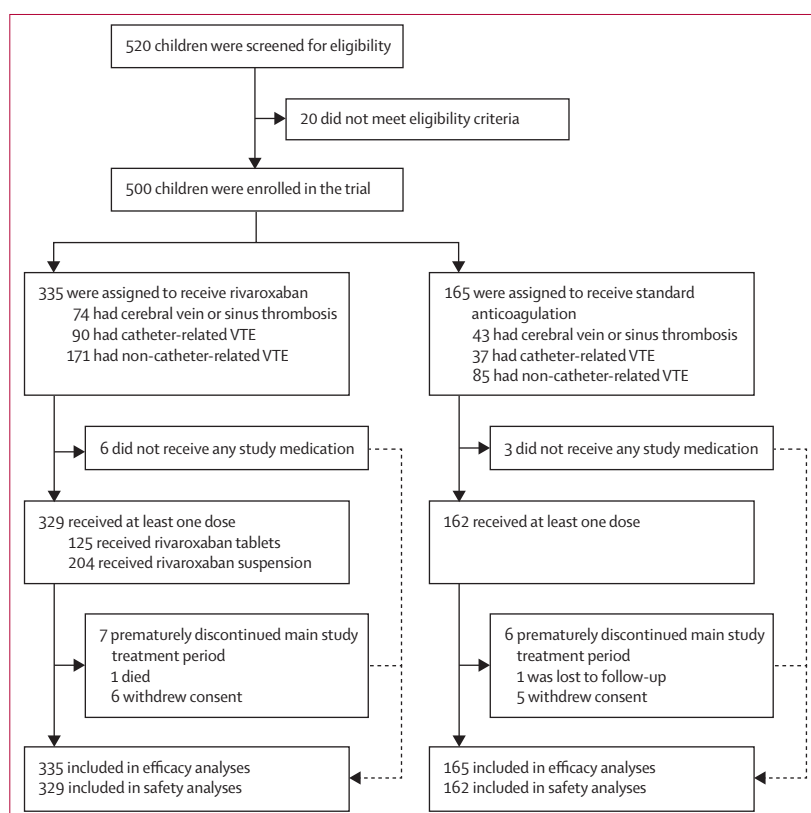 520 children were screened for eligibility
20 did not meet eligibility criteria
500 children were enrolled in the trial
335 were assigned to receive rivaroxaban
74 had cerebral vein or sinus thrombosis
90 had catheter-related VTE
171 had non-catheter-related VTE
165 were assigned to receive standard
anticoagulation
43 had cerebral vein or sinus thrombosis
37 had catheter-related VTE
85 had non-catheter-related VTE
6 did not receive any study medication
3 did not receive any study medication
329 received at least one dose
125 received rivaroxaban tablets
204 received rivaroxaban suspension
162 received at least one dose
7 prematurely discontinued main study
treatment period
1 died
6 withdrew consent
6 prematurely discontinued main study
treatment period
1 was lost to follow-up
5 withdrew consent
335 included in efficacy analyses
329 included in safety analyses
165 included in efficacy analyses
162 included in safety analyses